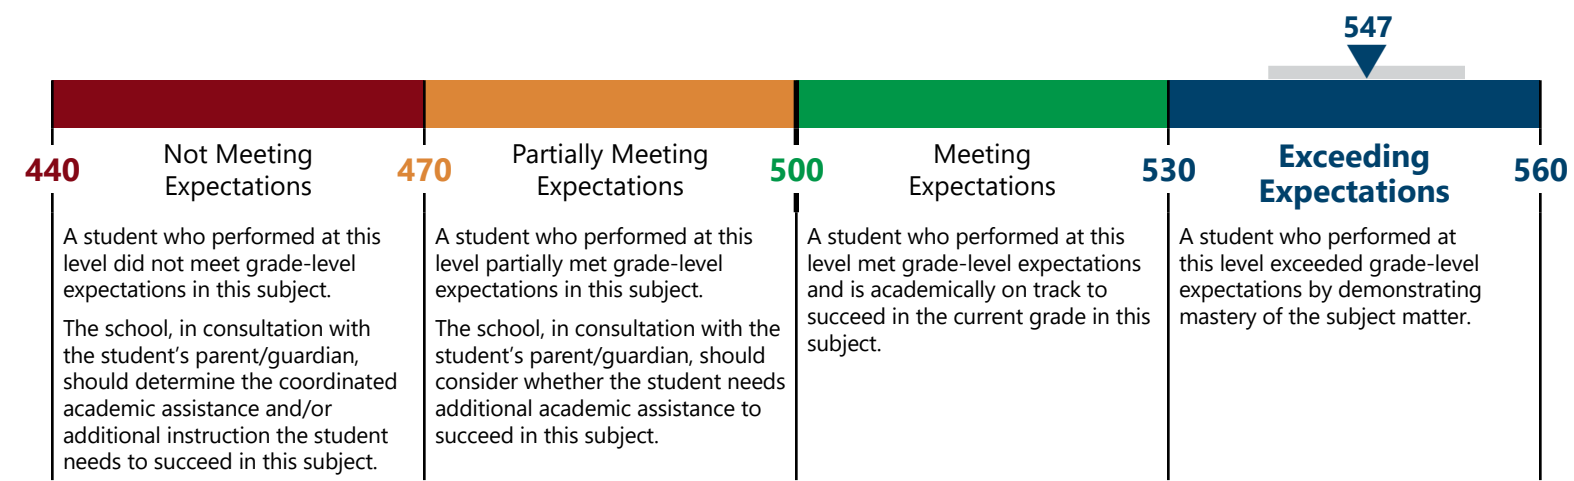 547
440
Not Meeting
Expectations
470
Partially Meeting
Expectations
500
Meeting
Expectations
530
Exceeding
Expectations
560
A student who performed at this
level did not meet grade-level
expectations in this subject.
The school, in consultation with
the student’s parent/guardian,
should determine the coordinated
academic assistance and/or
additional instruction the student
needs to succeed in this subject.
A student who performed at this
level partially met grade-level
expectations in this subject.
The school, in consultation with the
student’s parent/guardian, should
consider whether the student needs
additional academic assistance to
succeed in this subject.
A student who performed at this
level met grade-level expectations
and is academically on track to
succeed in the current grade in this
subject.
A student who performed at
this level exceeded grade-level
expectations by demonstrating
mastery of the subject matter.